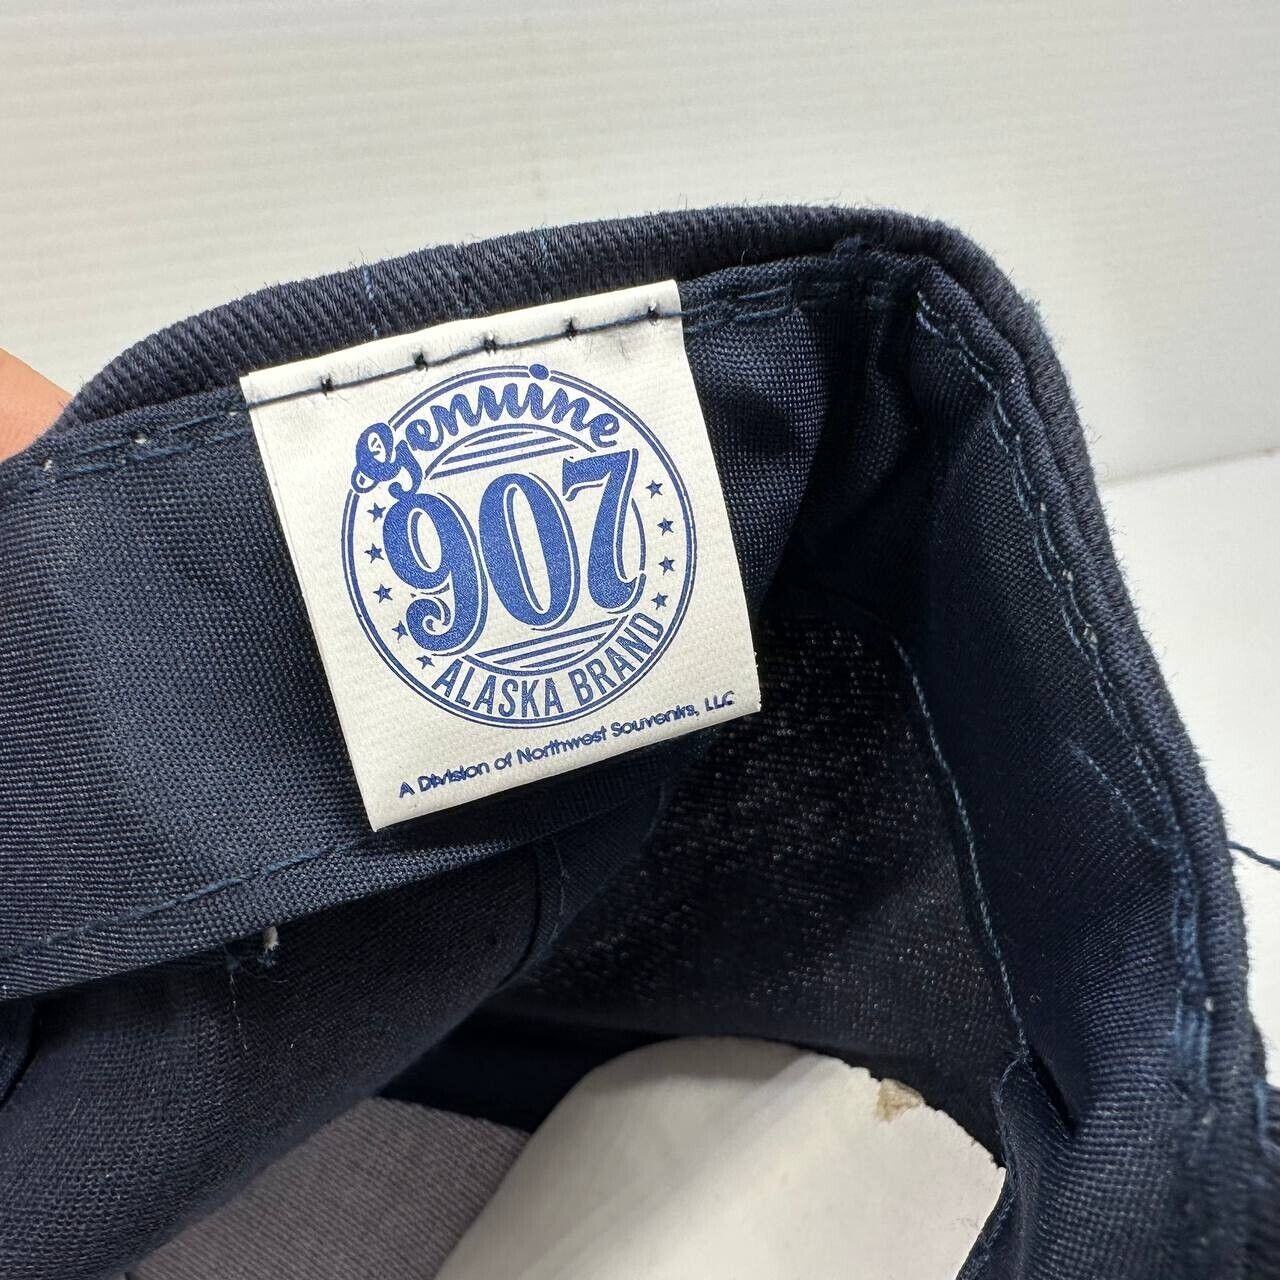 Genuine
907
ALASKA BRAND
A Division of Northwest Souvenirs, LLC